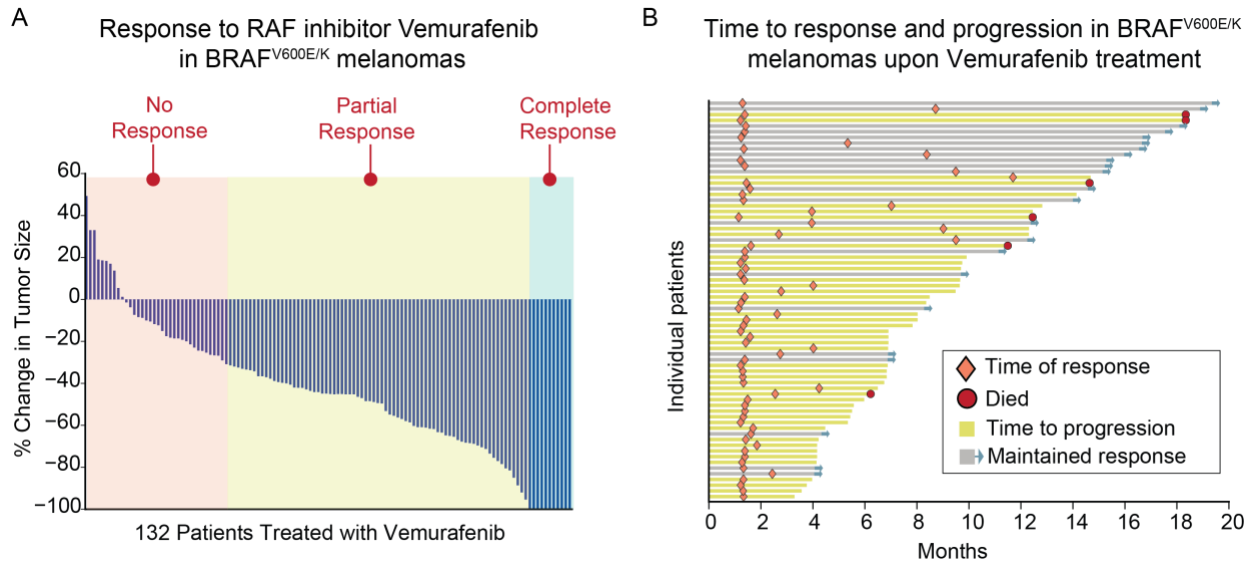 A
Response to RAF inhibitor Vemurafenib
in BRAFV600E/K melanomas
No
Response
Partial
Response
Complete
Response
% Change in Tumor Size
60
40
20
0
−20
−40
−60
−80
−100
132 Patients Treated with Vemurafenib
B
Time to response and progression in BRAFV600E/K
melanomas upon Vemurafenib treatment
Individual patients
Time of response
Died
Time to progression
Maintained response
0 2 4 6 8 10 12 14 16 18 20
Months